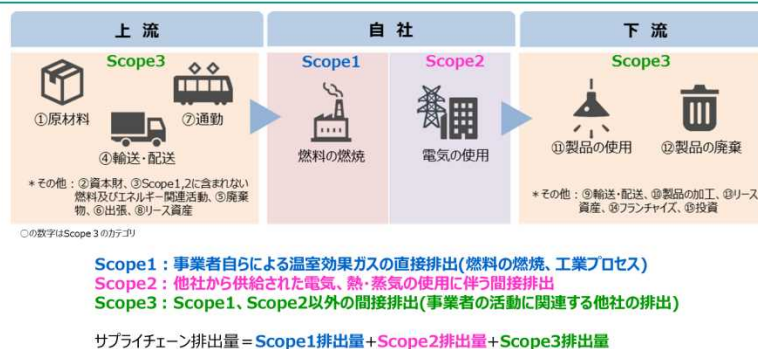 上流
自社
下流
Scope3
Scope1
Scope2
Scope3
①原材料
⑦通勤
④輸送・配送
燃料の燃焼
電気の使用
⑪製品の使用
⑫製品の廃棄
＊その他：②資本財、③Scope1,2に含まれない
燃料及びエネルギー関連活動、⑤廃棄
物、⑥出張、⑧リース資産
＊その他：⑨輸送・配送、⑩製品の加工、⑬リース
資産、⑭フランチャイズ、⑮投資
○の数字はScope 3 のカテゴリ
Scope1：事業者自らによる温室効果ガスの直接排出(燃料の燃焼、工業プロセス)
Scope2：他社から供給された電気、熱・蒸気の使用に伴う間接排出
Scope3：Scope1、Scope2以外の間接排出(事業者の活動に関連する他社の排出)
サプライチェーン排出量＝Scope1排出量+Scope2排出量+Scope3排出量